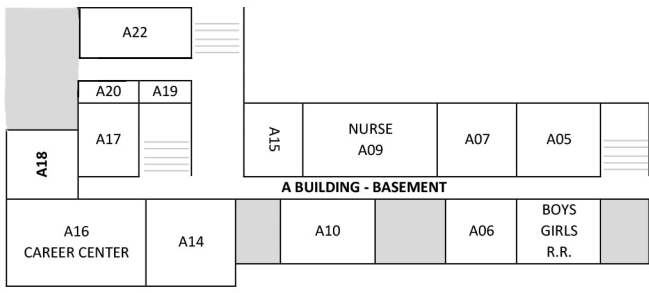 A22
A20
A19
A17
A15
NURSE
A09
A07
A05
A18
A BUILDING - BASEMENT
A16
CAREER CENTER
A14
A10
A06
BOYS
GIRLS
R.R.